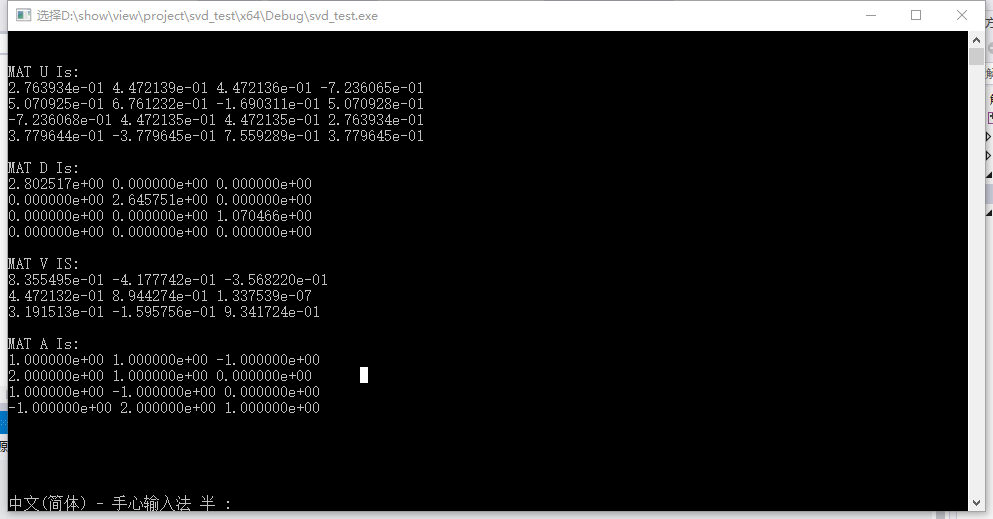 选择D:\show\view\project\svd_test\x64\Debug\svd_test.exe
MAT U Is:
2.763934e-01 4.472139e-01 4.472136e-01 -7.236065e-01
5.070925e-01 6.761232e-01 -1.690311e-01 5.070928e-01
-7.236068e-01 4.472135e-01 4.472135e-01 2.763934e-01
3.779644e-01 -3.779645e-01 7.559289e-01 3.779645e-01
MAT D Is:
2.802517e+00 0.000000e+00 0.000000e+00
0.000000e+00 2.645751e+00 0.000000e+00
0.000000e+00 0.000000e+00 1.070466e+00
0.000000e+00 0.000000e+00 0.000000e+00
MAT V IS:
8.355495e-01 -4.177742e-01 -3.568220e-01
4.472132e-01 8.944274e-01 1.337539e-07
3.191513e-01 -1.595756e-01 9.341724e-01
MAT A Is:
1.000000e+00 1.000000e+00 -1.000000e+00
2.000000e+00 1.000000e+00 0.000000e+00
1.000000e+00 -1.000000e+00 0.000000e+00
-1.000000e+00 2.000000e+00 1.000000e+00
中文(简体) - 手心输入法 半 :